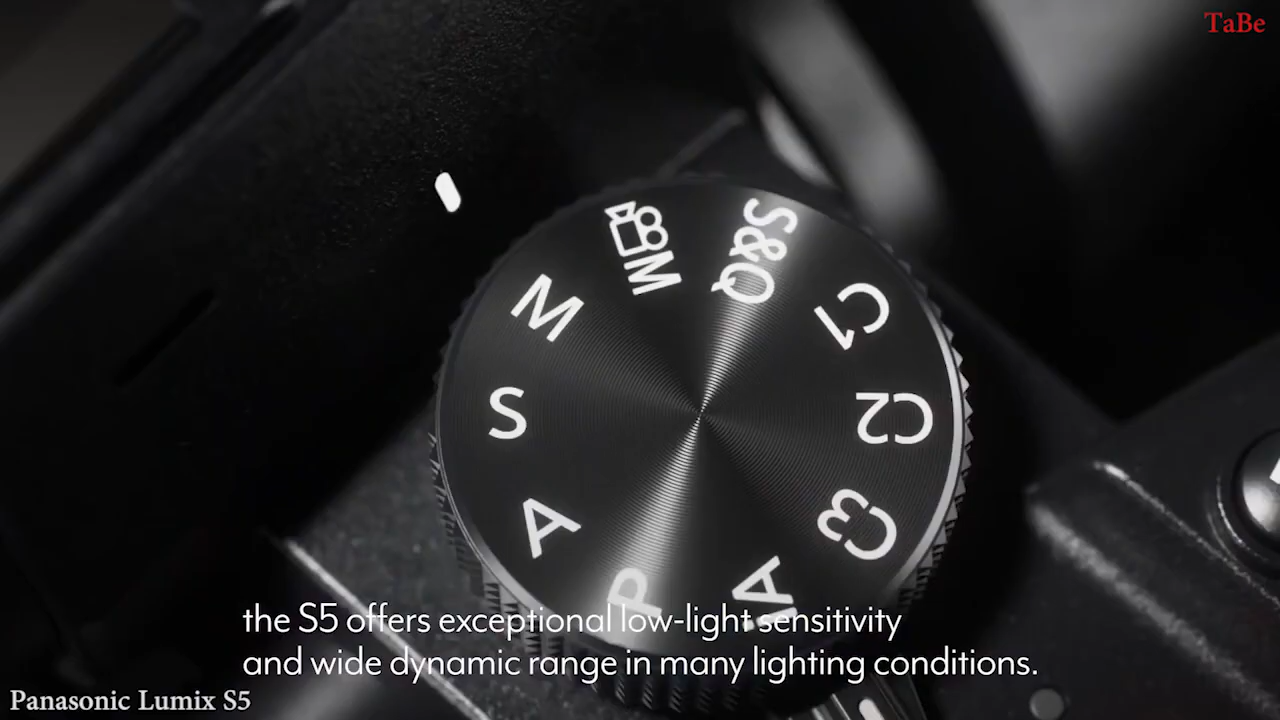 TaBe
S&Q
M
M
C1
S
C2
A
C3
P
iA
the S5 offers exceptional low-light sensitivity
and wide dynamic range in many lighting conditions.
Panasonic Lumix S5